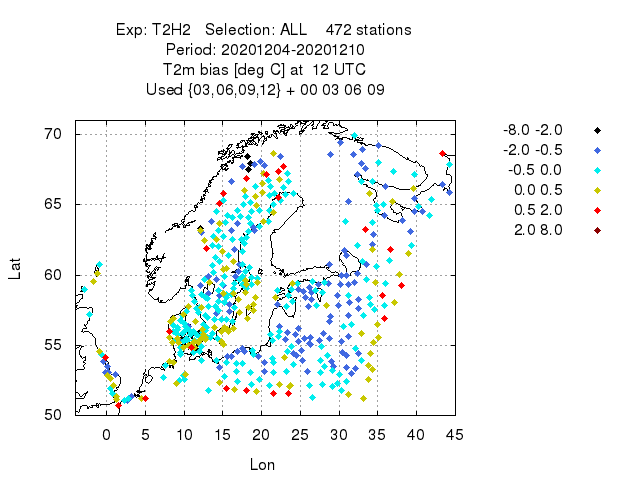 Exp: T2H2 Selection: ALL 472 stations
Period: 20201204-20201210
T2m bias [deg C] at 12 UTC
Used {03,06,09,12} + 00 03 06 09
70
65
60
55
50
0 5 10 15 20 25 30 35 40 45
Lat
Lon
-8.0 -2.0
-2.0 -0.5
-0.5 0.0
0.0 0.5
0.5 2.0
2.0 8.0